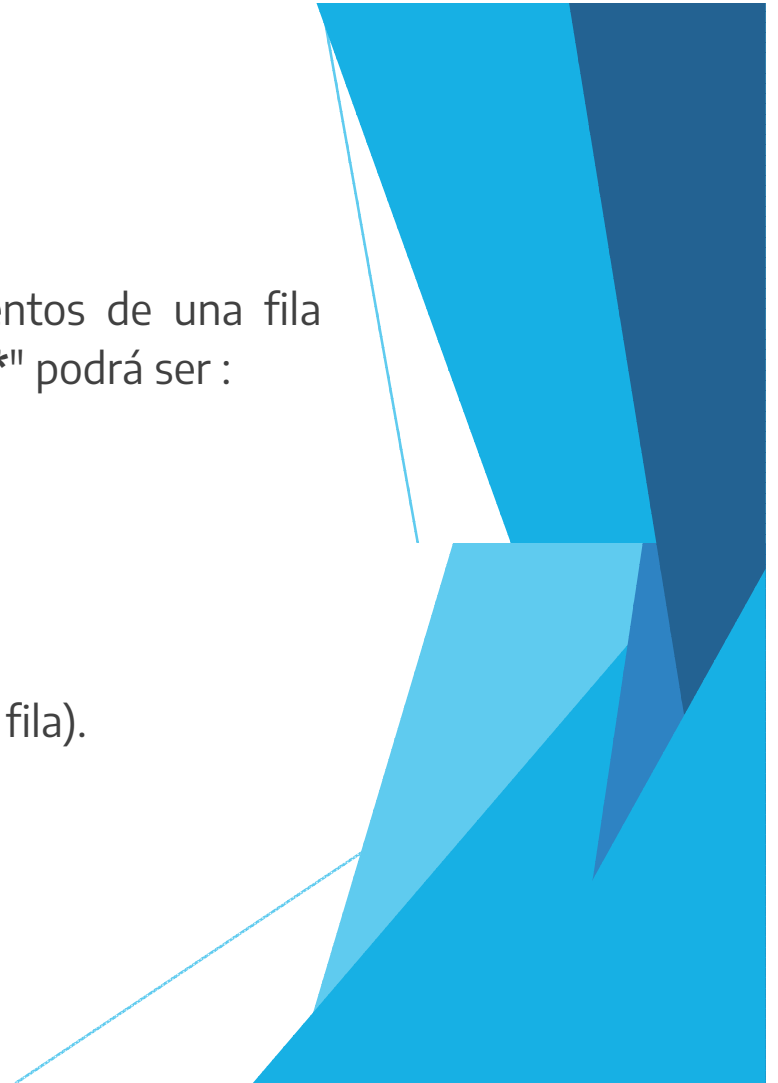 entos de una fila
*" podrá ser :
fila).